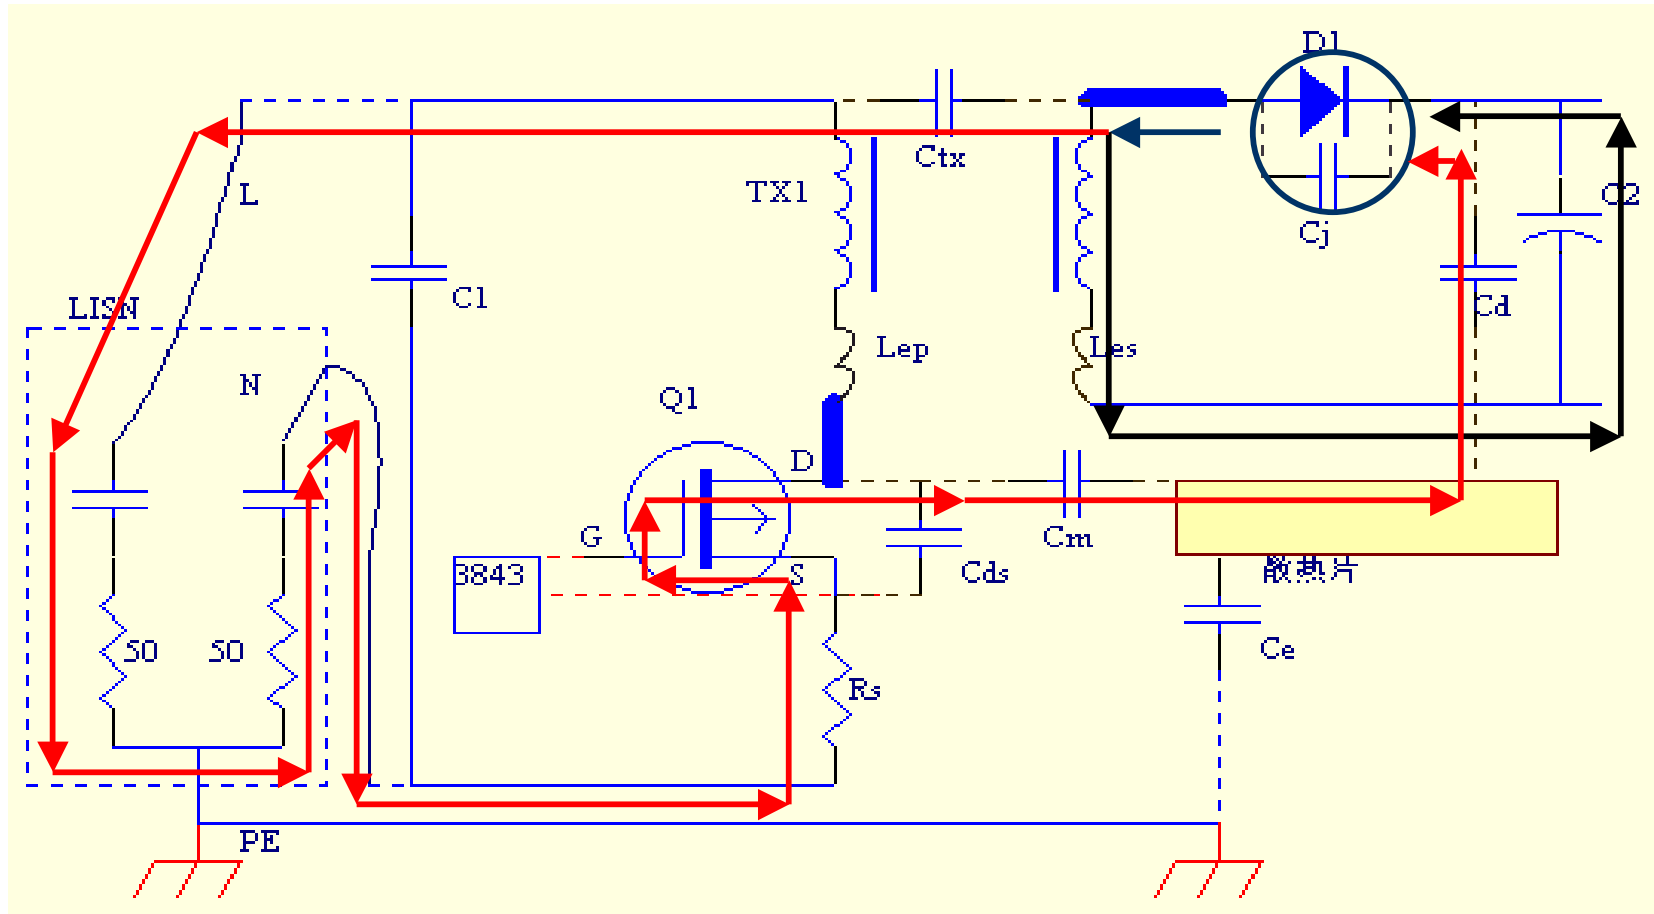 D1
Ctx
TX1
L
C2
Cj
LISN
C1
Cd
Lep
Les
N
Q1
D
G
Cm
3843
S
Cds
散热片
50
50
Ce
Rs
PE